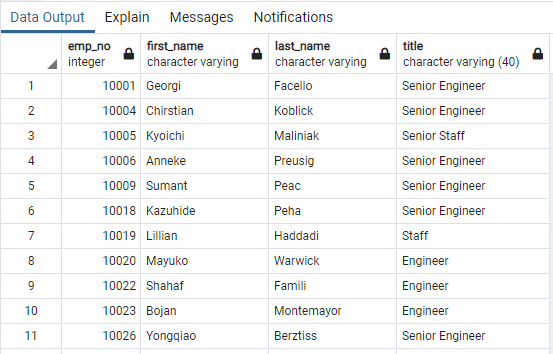 Data Output Explain Messages Notifications
emp_no first_name last_name title
integer character varying character varying character varying (40)
1 10001 Georgi Facello Senior Engineer
2 10004 Chirstian Koblick Senior Engineer
3 10005 Kyoichi Maliniak Senior Staff
4 10006 Anneke Preusig Senior Engineer
5 10009 Sumant Peac Senior Engineer
6 10018 Kazuhide Peha Senior Engineer
7 10019 Lillian Haddadi Staff
8 10020 Mayuko Warwick Engineer
9 10022 Shahaf Famili Engineer
10 10023 Bojan Montemayor Engineer
11 10026 Yongqiao Berztiss Senior Engineer